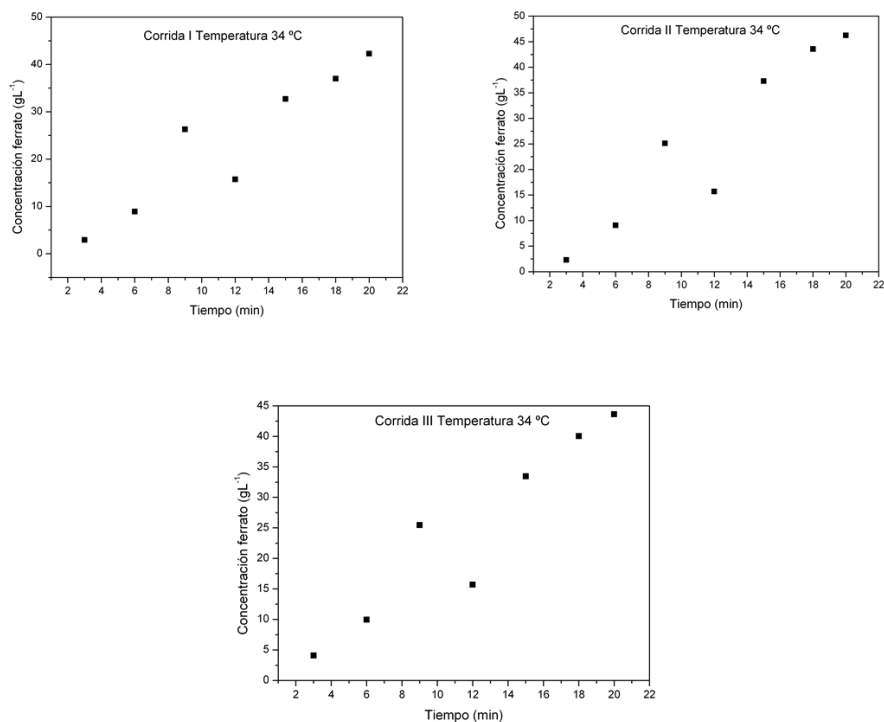 Corrida I Temperatura 34 ºC
Concentración ferrato (gL⁻¹)
50
40
30
20
10
0
2 4 6 8 10 12 14 16 18 20 22
Tiempo (min)
Corrida II Temperatura 34 ºC
Concentración ferrato (gL⁻¹)
50
45
40
35
30
25
20
15
10
5
0
2 4 6 8 10 12 14 16 18 20 22
Tiempo (min)
Corrida III Temperatura 34 ºC
Concentración ferrato (gL⁻¹)
45
40
35
30
25
20
15
10
5
0
2 4 6 8 10 12 14 16 18 20 22
Tiempo (min)